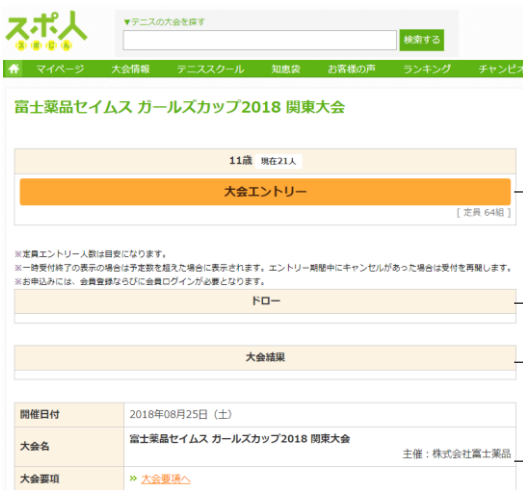 スポ人
スポじん
▼テニスの大会を探す
検索する
マイページ 大会情報 テニススクール 知恵袋 お客様の声 ランキング チャンピオ
富士薬品セイムス ガールズカップ2018 関東大会
11歳 現在21人
大会エントリー
[ 定員 64組 ]
※定員エントリー人数は目安になります。
※一時受付終了の表示の場合は予定数を超えた場合に表示されます。エントリー期間中にキャンセルがあった場合は受付を再開します。
※お申込みには、会員登録ならびに会員ログインが必要となります。
ドロー
大会結果
開催日付 2018年08月25日（土）
大会名 富士薬品セイムス ガールズカップ2018 関東大会
主催：株式会社富士薬品
大会要項 » 大会要項へ